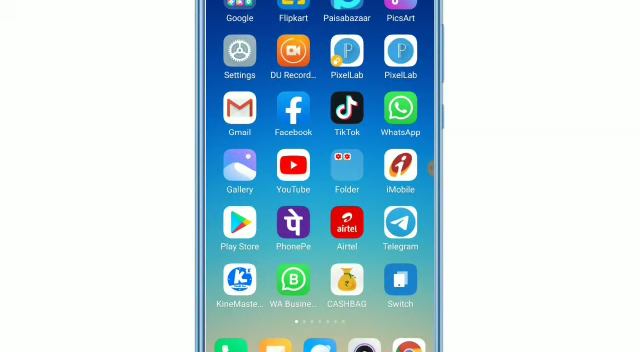 Google Flipkart Paisabazaar PicsArt
Settings DU Record... PixelLab PixelLab
Gmail Facebook TikTok WhatsApp
Gallery YouTube Folder iMobile
airtel
Play Store PhonePe Airtel Telegram
KineMaste... WA Busine... CASHBAG Switch